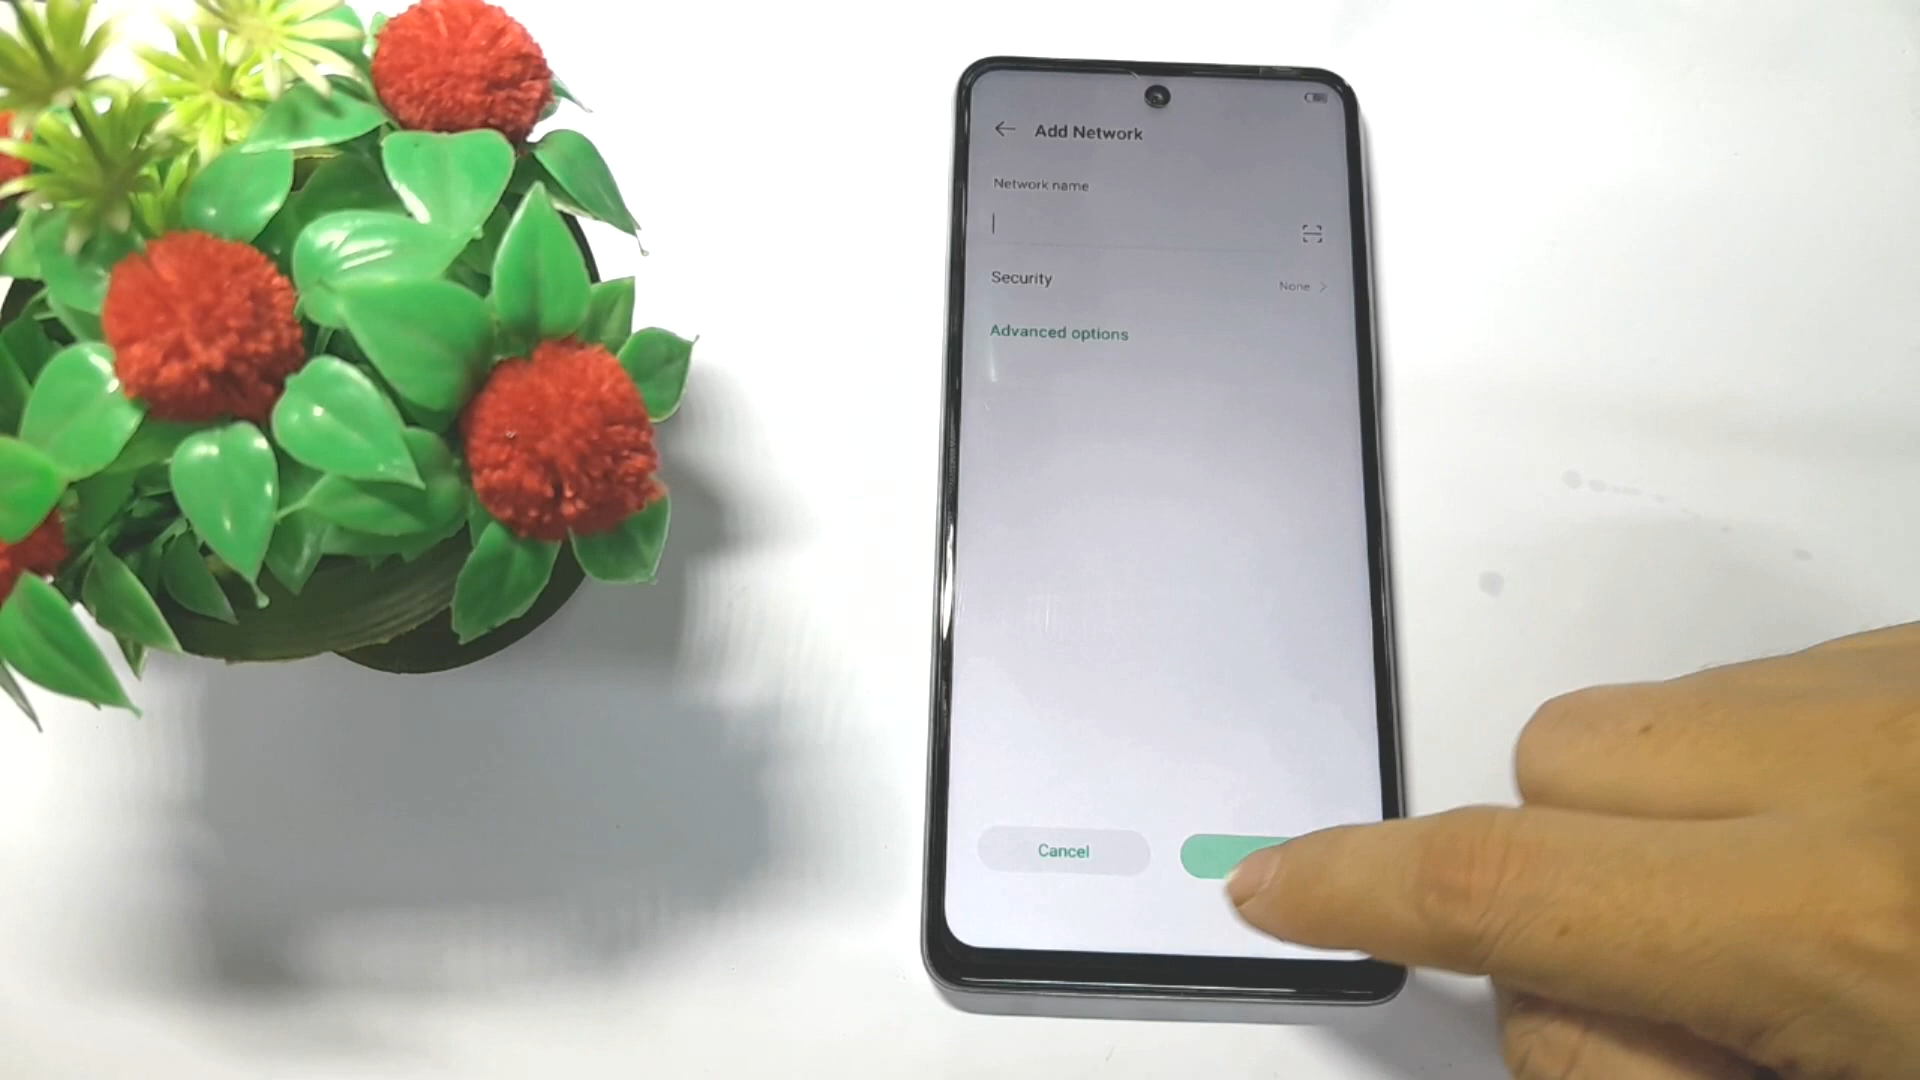 Add Network
Network name
Security
None
Advanced options
Cancel